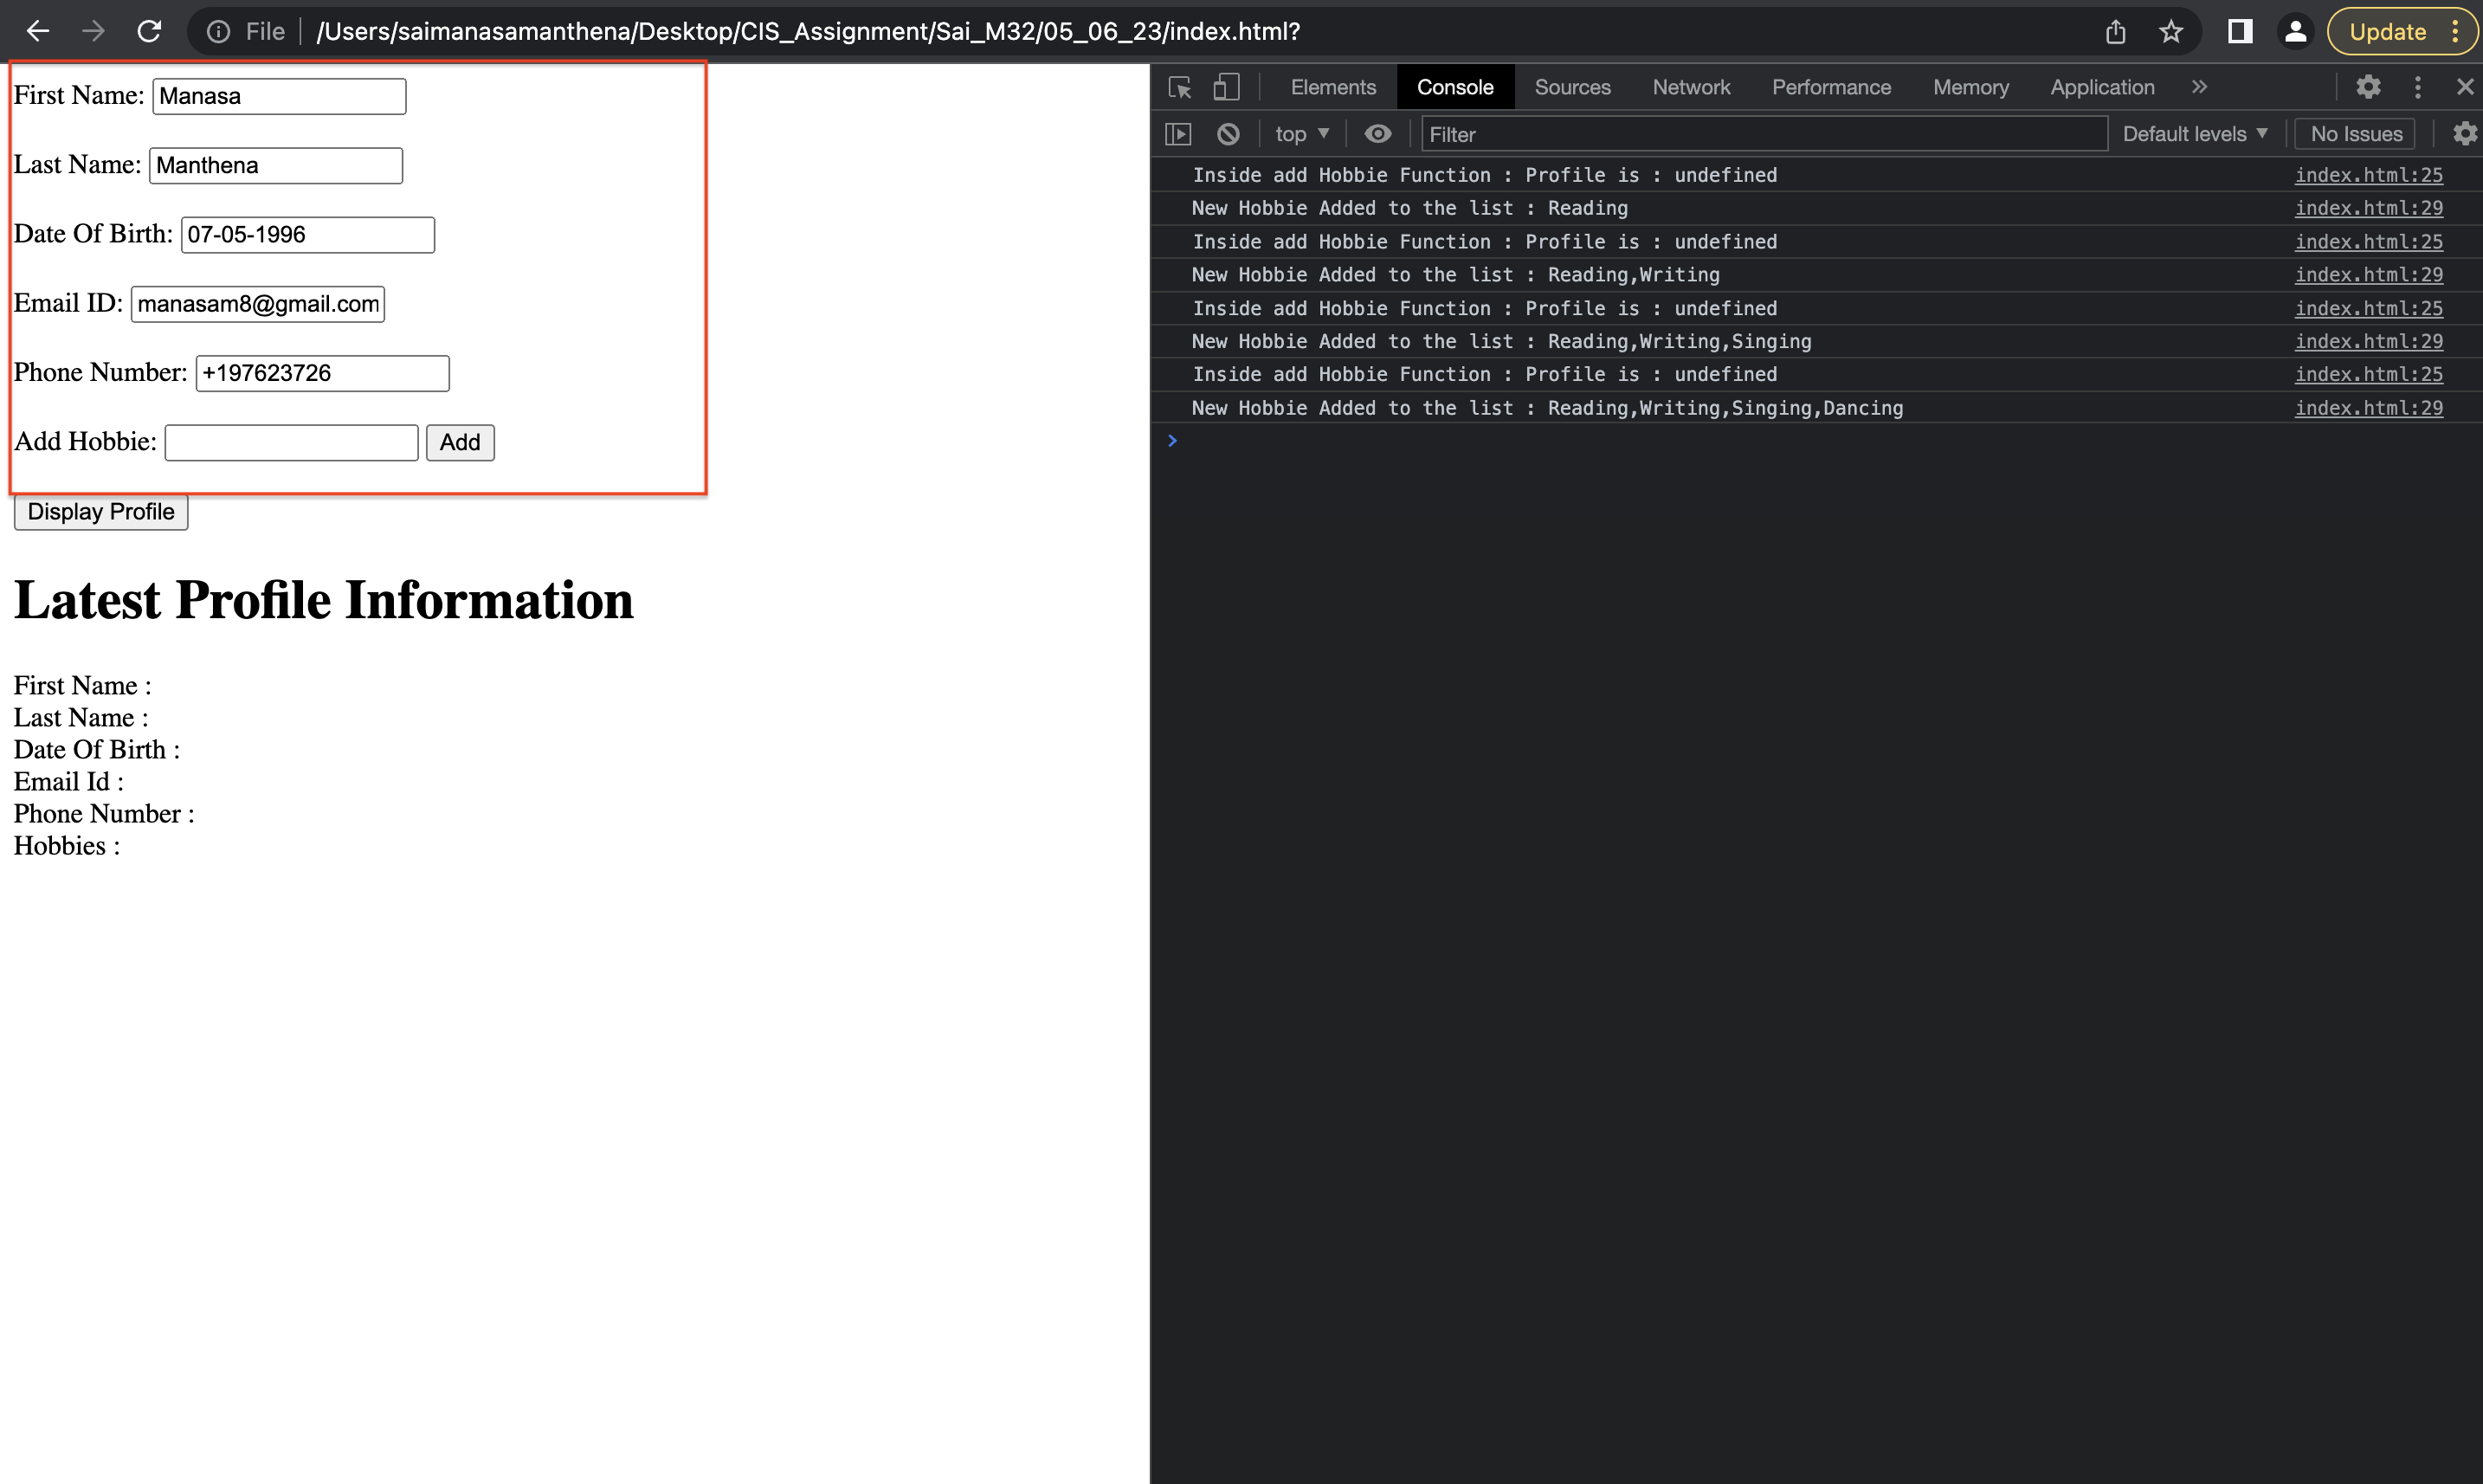 File /Users/saimanasamanthena/Desktop/CIS_Assignment/Sai_M32/05_06_23/index.html? Update
First Name: Manasa
Last Name: Manthena
Date Of Birth: 07-05-1996
Email ID: manasam8@gmail.com
Phone Number: +197623726
Add Hobbie: Add
Display Profile
Latest Profile Information
First Name :
Last Name :
Date Of Birth :
Email Id :
Phone Number :
Hobbies :
Elements Console Sources Network Performance Memory Application »
top Filter Default levels No Issues
Inside add Hobbie Function : Profile is : undefined index.html:25
New Hobbie Added to the list : Reading index.html:29
Inside add Hobbie Function : Profile is : undefined index.html:25
New Hobbie Added to the list : Reading,Writing index.html:29
Inside add Hobbie Function : Profile is : undefined index.html:25
New Hobbie Added to the list : Reading,Writing,Singing index.html:29
Inside add Hobbie Function : Profile is : undefined index.html:25
New Hobbie Added to the list : Reading,Writing,Singing,Dancing index.html:29